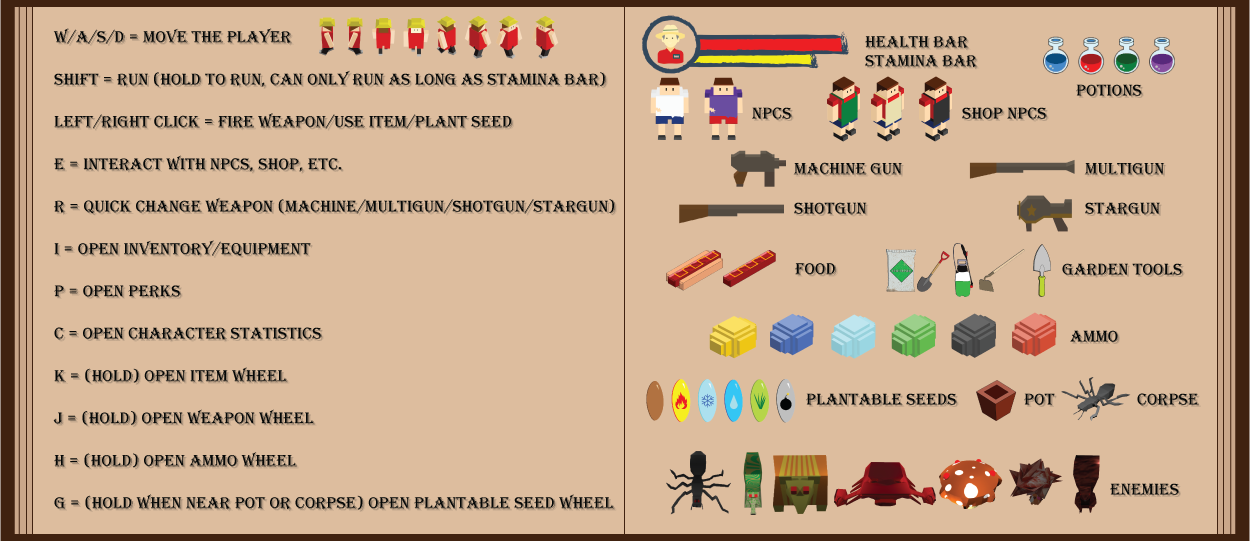 W/A/S/D = MOVE THE PLAYER
SHIFT = RUN (HOLD TO RUN, CAN ONLY RUN AS LONG AS STAMINA BAR)
LEFT/RIGHT CLICK = FIRE WEAPON/USE ITEM/PLANT SEED
E = INTERACT WITH NPCS, SHOP, ETC.
R = QUICK CHANGE WEAPON (MACHINE/MULTIGUN/SHOTGUN/STARGUN)
I = OPEN INVENTORY/EQUIPMENT
P = OPEN PERKS
C = OPEN CHARACTER STATISTICS
K = (HOLD) OPEN ITEM WHEEL
J = (HOLD) OPEN WEAPON WHEEL
H = (HOLD) OPEN AMMO WHEEL
G = (HOLD WHEN NEAR POT OR CORPSE) OPEN PLANTABLE SEED WHEEL
HEALTH BAR
STAMINA BAR
POTIONS
NPCS
SHOP NPCS
MACHINE GUN
MULTIGUN
SHOTGUN
STARGUN
FOOD
GARDEN TOOLS
AMMO
PLANTABLE SEEDS
POT
CORPSE
ENEMIES